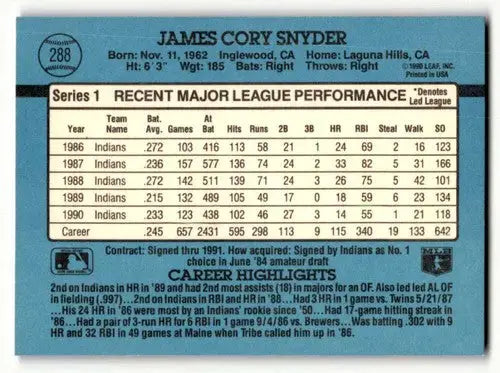 288
JAMES CORY SNYDER
Born: Nov. 11, 1962 Inglewood, CA Home: Laguna Hills, CA
Ht: 6' 3" Wgt: 185 Bats: Right Throws: Right
©1990 LEAF, INC.
Printed in USA
Series 1 RECENT MAJOR LEAGUE PERFORMANCE *Denotes Led League
Year Team Name Bat. Avg. Games At Bat Hits Runs 2B 3B HR RBI Steal Walk SO
1986 Indians .272 103 416 113 58 21 1 24 69 2 16 123
1987 Indians .236 157 577 136 74 24 2 33 82 5 31 166
1988 Indians .272 142 511 139 71 24 3 26 75 5 42 101
1989 Indians .215 132 489 105 49 17 0 18 59 6 23 134
1990 Indians .233 123 438 102 46 27 3 14 55 1 21 118
Career .245 657 2431 595 298 113 9 115 340 19 133 642
Contract: Signed thru 1991. How acquired: Signed by Indians as No. 1
choice in June '84 amateur draft
CAREER HIGHLIGHTS
2nd on Indians in HR in '89 and had 2nd most assists (18) in majors for an OF. Also led led AL OF
in fielding (.997)...2nd on Indians in HR and RBI in '88...Had 3 HR in 1 game vs. Twins 5/21/87
...His 24 HR in '86 were most by an Indians' rookie since '50...Had 17-game hitting streak in
'86...Had a pair of 3-run HR for 6 RBI in 1 game 9/4/86 vs. Brewers...Was batting .302 with 9
HR and 32 RBI in 49 games at Maine when Tribe called him up in '86.